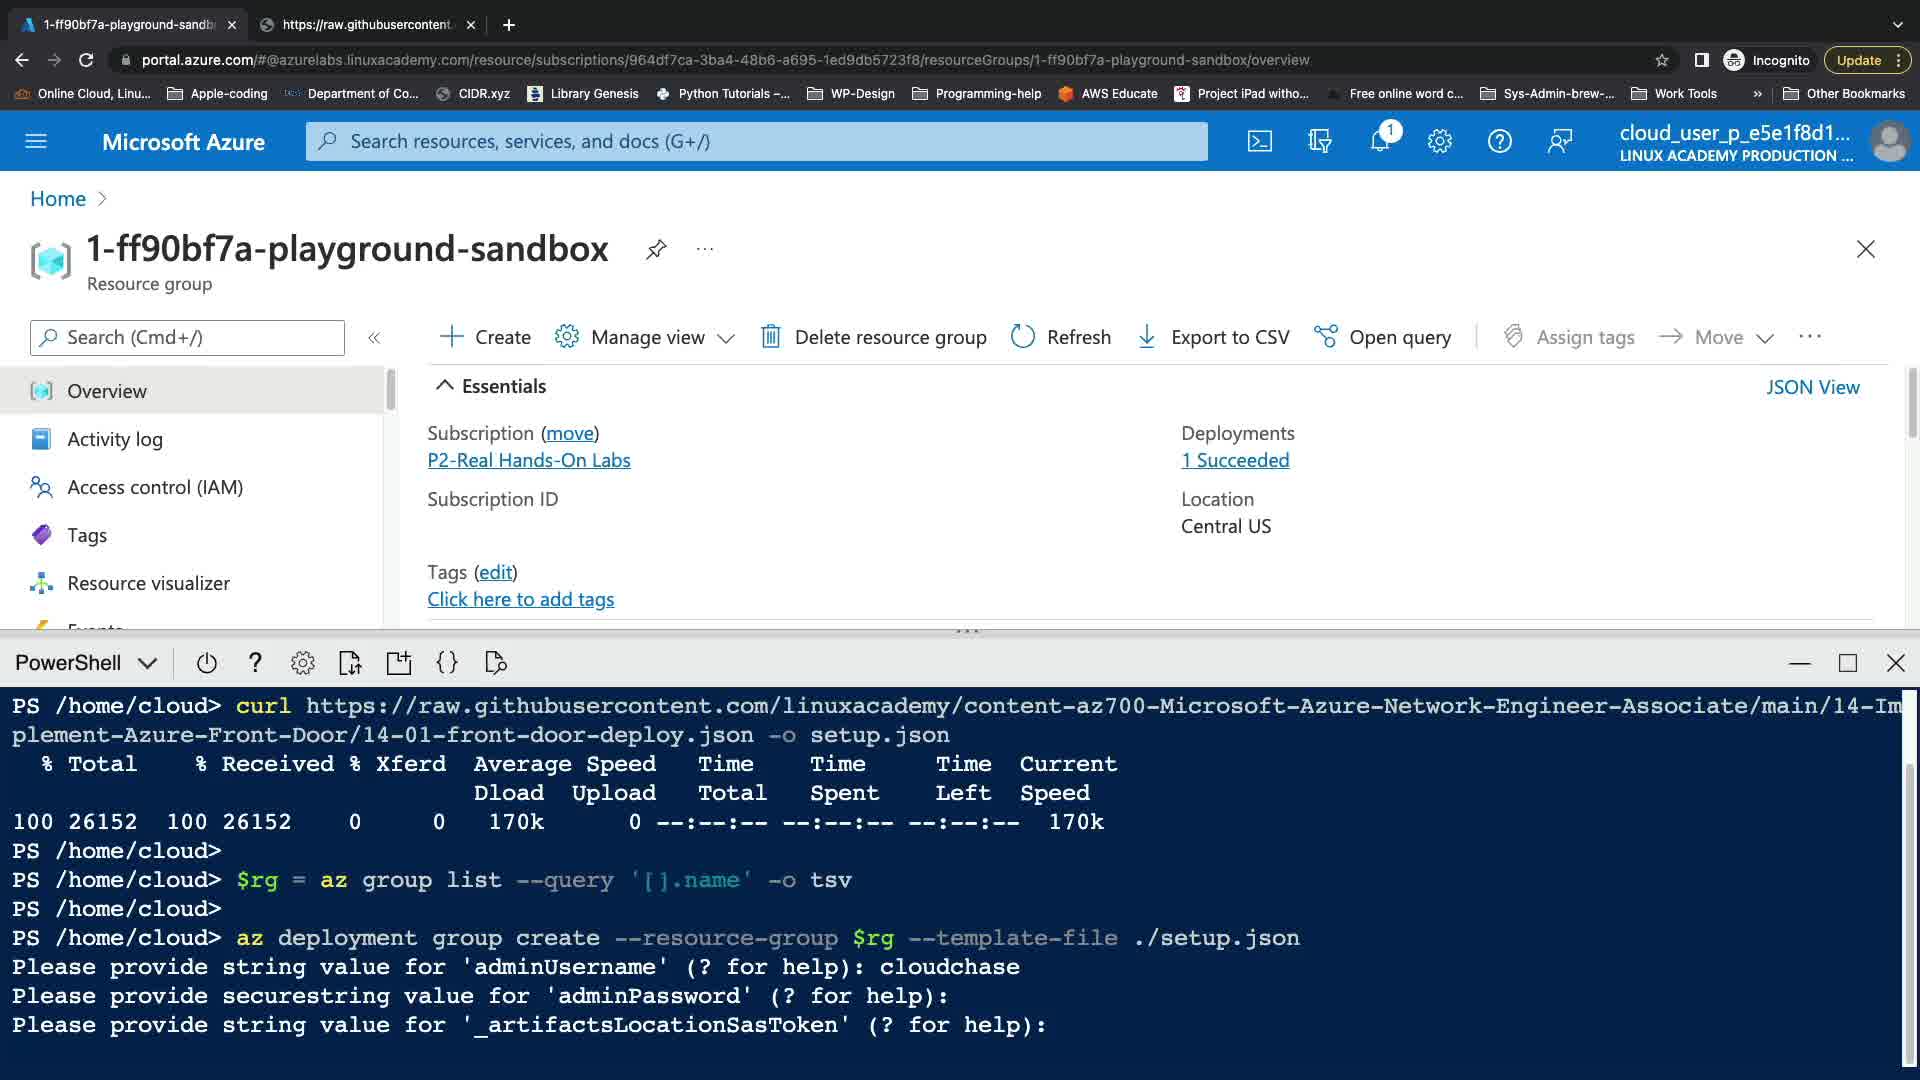 1-ff90bf7a-playground-sandb
https://raw.githubusercontent.
portal.azure.com/#@azurelabs.linuxacademy.com/resource/subscriptions/964df7ca-3ba4-48b6-a695-1ed9db5723f8/resourceGroups/1-ff90bf7a-playground-sandbox/overview
Incognito
Update
Online Cloud, Linu...
Apple-coding
Department of Co...
CIDR.xyz
Library Genesis
Python Tutorials –...
WP-Design
Programming-help
AWS Educate
Project iPad witho...
Free online word c...
Sys-Admin-brew-...
Work Tools
»
Other Bookmarks
Microsoft Azure
Search resources, services, and docs (G+/)
1
cloud_user_p_e5e1f8d1...
LINUX ACADEMY PRODUCTION ...
Home
1-ff90bf7a-playground-sandbox
Resource group
Search (Cmd+/)
Create
Manage view
Delete resource group
Refresh
Export to CSV
Open query
Assign tags
Move
Overview
Activity log
Access control (IAM)
Tags
Resource visualizer
Events
Essentials
JSON View
Subscription (move)
P2-Real Hands-On Labs
Subscription ID
Deployments
1 Succeeded
Location
Central US
Tags (edit)
Click here to add tags
PowerShell
PS /home/cloud> curl https://raw.githubusercontent.com/linuxacademy/content-az700-Microsoft-Azure-Network-Engineer-Associate/main/14-Im
plement-Azure-Front-Door/14-01-front-door-deploy.json -o setup.json
% Total % Received % Xferd Average Speed Time Time Time Current
Dload Upload Total Spent Left Speed
100 26152 100 26152 0 0 170k 0 --:--:-- --:--:-- --:--:-- 170k
PS /home/cloud>
PS /home/cloud> $rg = az group list --query '[].name' -o tsv
PS /home/cloud>
PS /home/cloud> az deployment group create --resource-group $rg --template-file ./setup.json
Please provide string value for 'adminUsername' (? for help): cloudchase
Please provide securestring value for 'adminPassword' (? for help):
Please provide string value for '_artifactsLocationSasToken' (? for help):